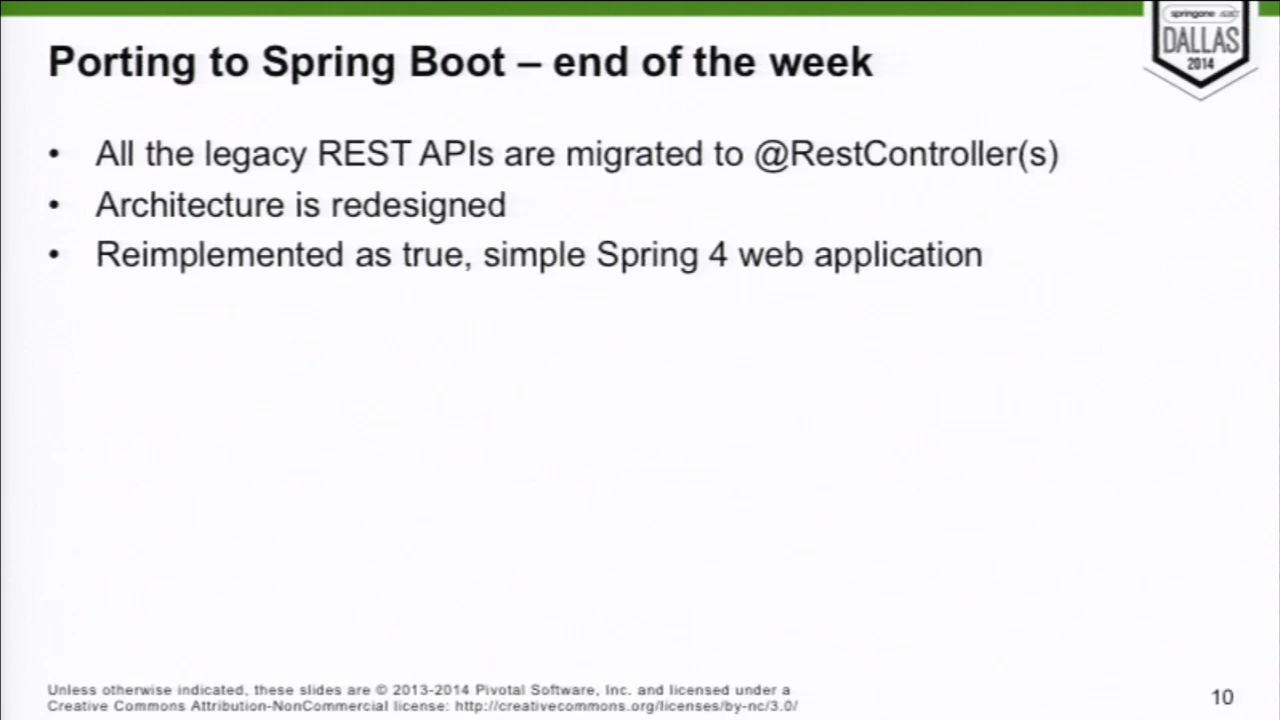 springone 2GX
DALLAS
2014
Porting to Spring Boot – end of the week
• All the legacy REST APIs are migrated to @RestController(s)
• Architecture is redesigned
• Reimplemented as true, simple Spring 4 web application
Unless otherwise indicated, these slides are © 2013-2014 Pivotal Software, Inc. and licensed under a
Creative Commons Attribution-NonCommercial license: http://creativecommons.org/licenses/by-nc/3.0/
10